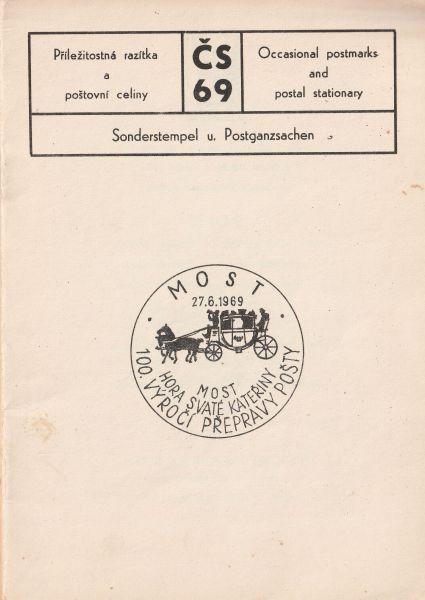 Příležitostná razítka
a
poštovní celiny
ČS
69
Occasional postmarks
and
postal stationary
Sonderstempel u. Postganzsachen
MOST
27.6.1969
MOST
HORA SVATÉ KATEŘINY
100. VÝROČÍ PŘEPRAVY POŠTY